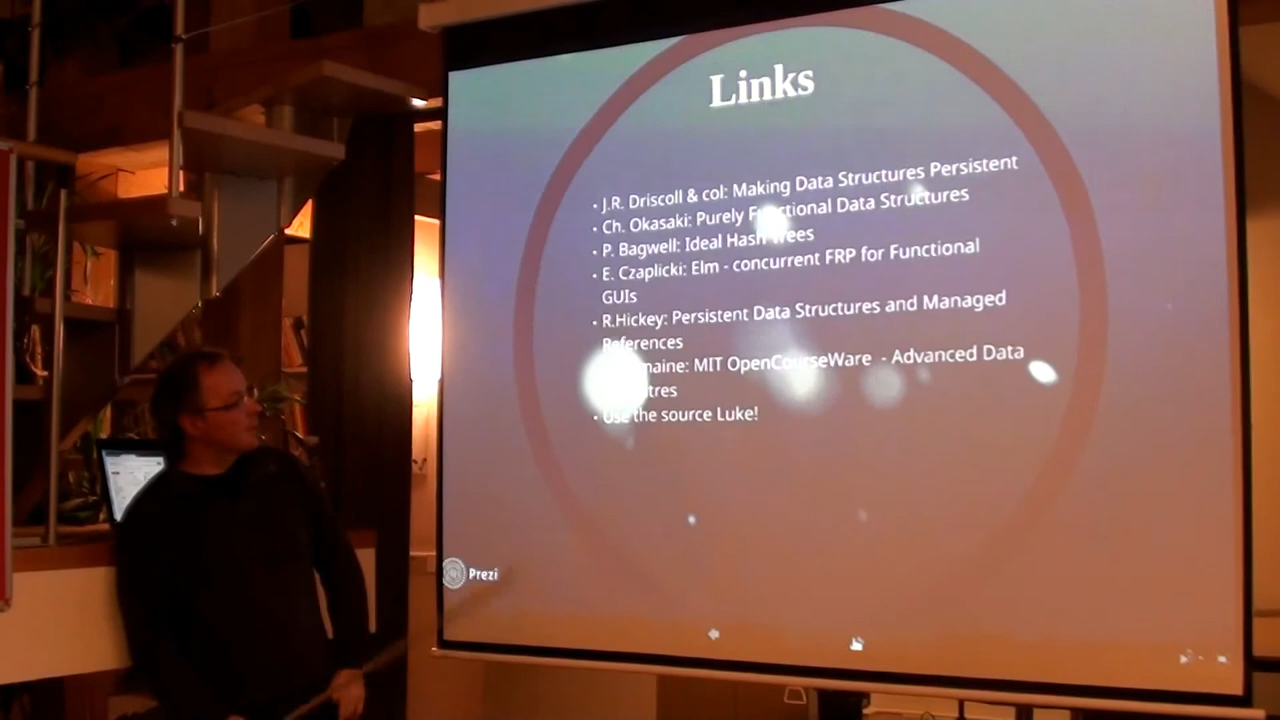 Links
• J.R. Driscoll & col: Making Data Structures Persistent
• Ch. Okasaki: Purely Functional Data Structures
• P. Bagwell: Ideal Hash Trees
• E. Czaplicki: Elm - concurrent FRP for Functional
GUIs
• R.Hickey: Persistent Data Structures and Managed
References
MIT OpenCourseWare - Advanced Data
• Use the source Luke!
Prezi